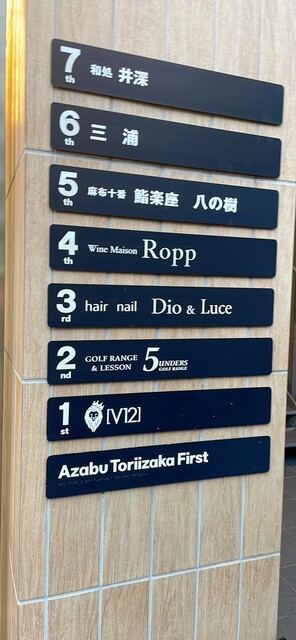 7th 和処 井深
6th 三浦
5th 麻布十番 鮨楽座 八の樹
4th Wine Maison Ropp
3rd hair nail Dio & Luce
2nd GOLF RANGE & LESSON 5UNDERS GOLF RANGE
1st [V12]
Azabu Toriizaka First